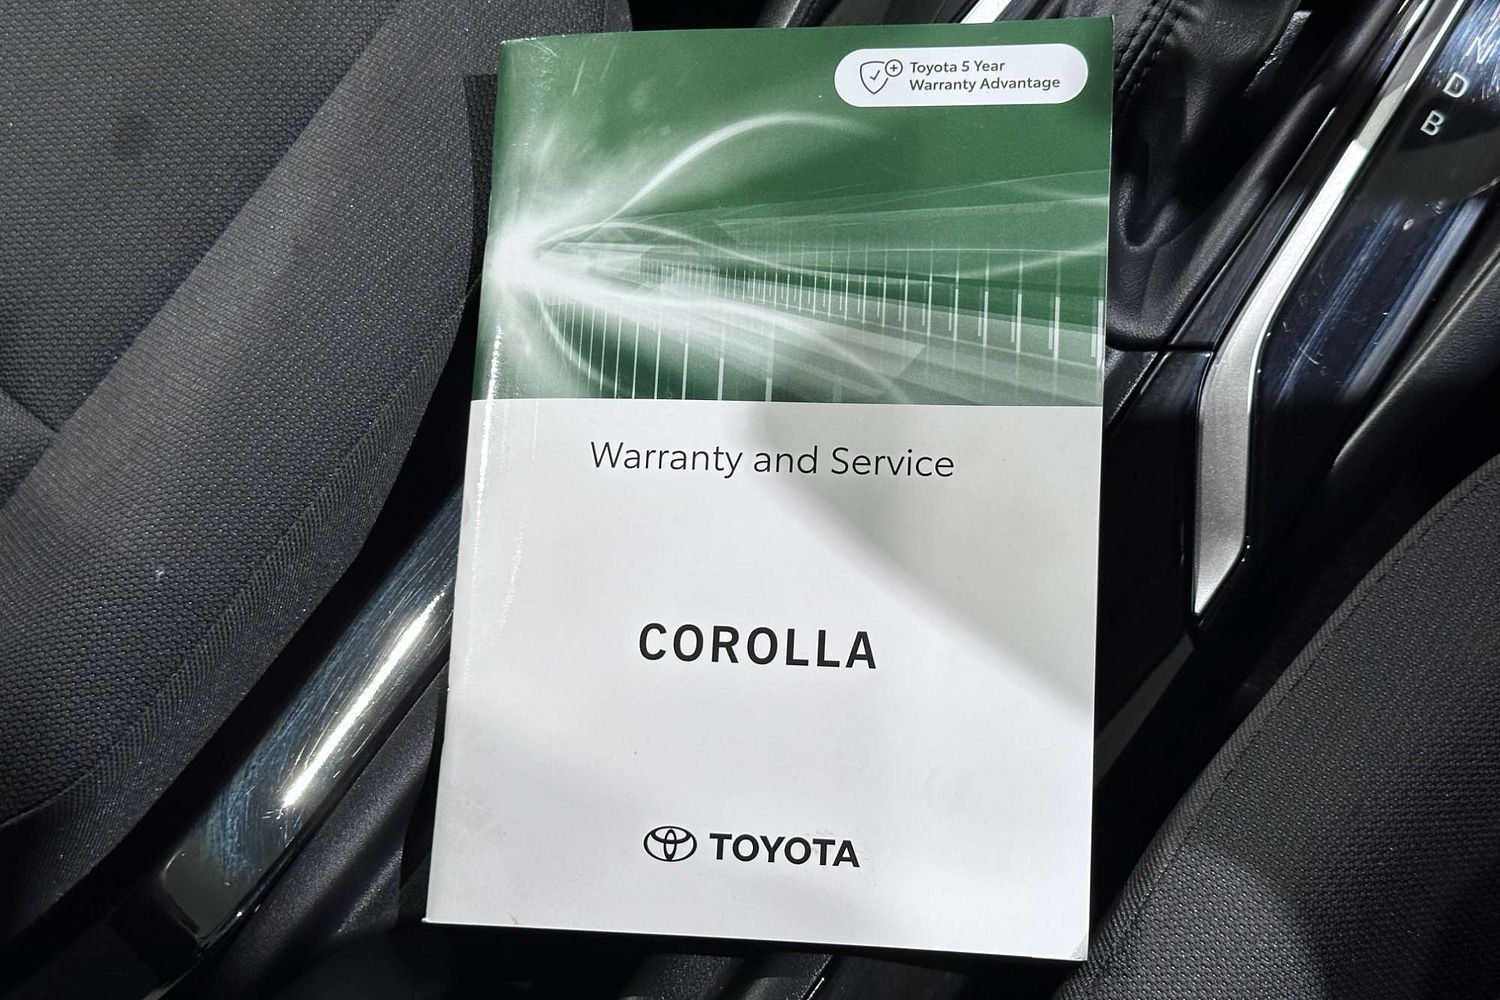 Toyota 5 Year
Warranty Advantage
Warranty and Service
COROLLA
TOYOTA
N
D
B